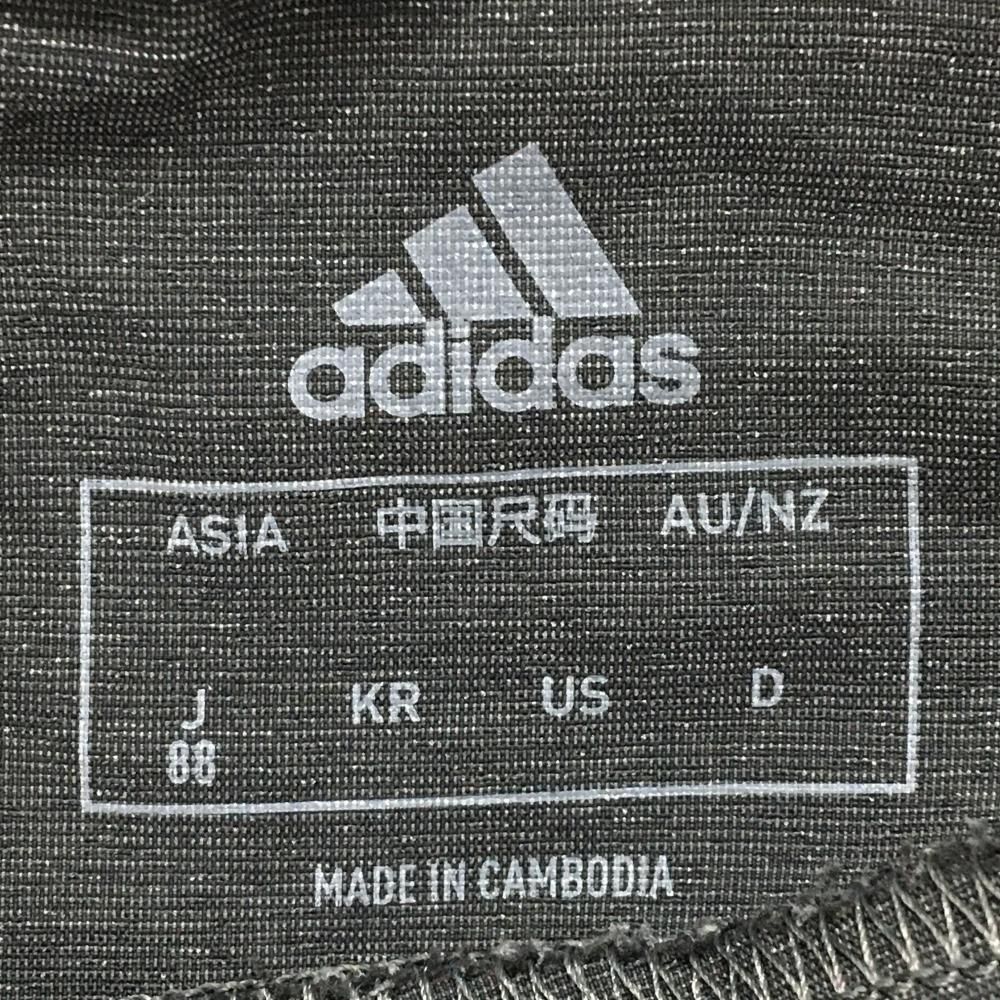 adidas
ASIA 中国尺码 AU/NZ
J KR US D
88
MADE IN CAMBODIA